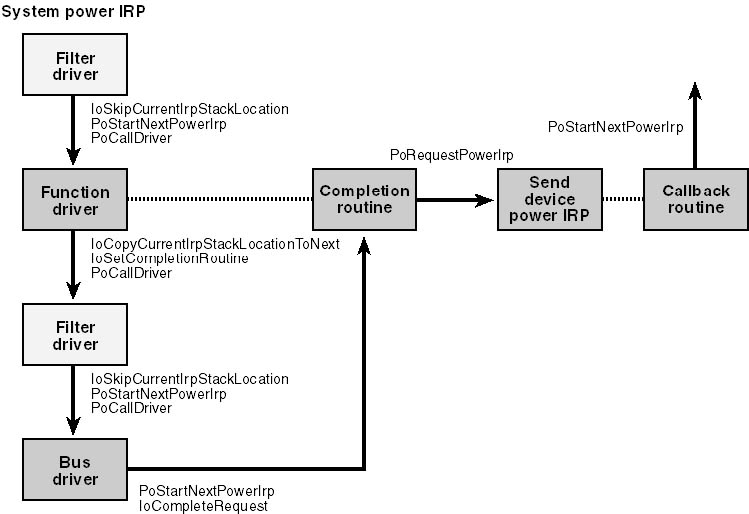 System power IRP
Filter
driver
IoSkipCurrentIrpStackLocation
PoStartNextPowerIrp
PoCallDriver
PoStartNextPowerIrp
PoRequestPowerIrp
Function
driver
Completion
routine
Send
device
power IRP
Callback
routine
IoCopyCurrentIrpStackLocationToNext
IoSetCompletionRoutine
PoCallDriver
Filter
driver
IoSkipCurrentIrpStackLocation
PoStartNextPowerIrp
PoCallDriver
Bus
driver
PoStartNextPowerIrp
IoCompleteRequest